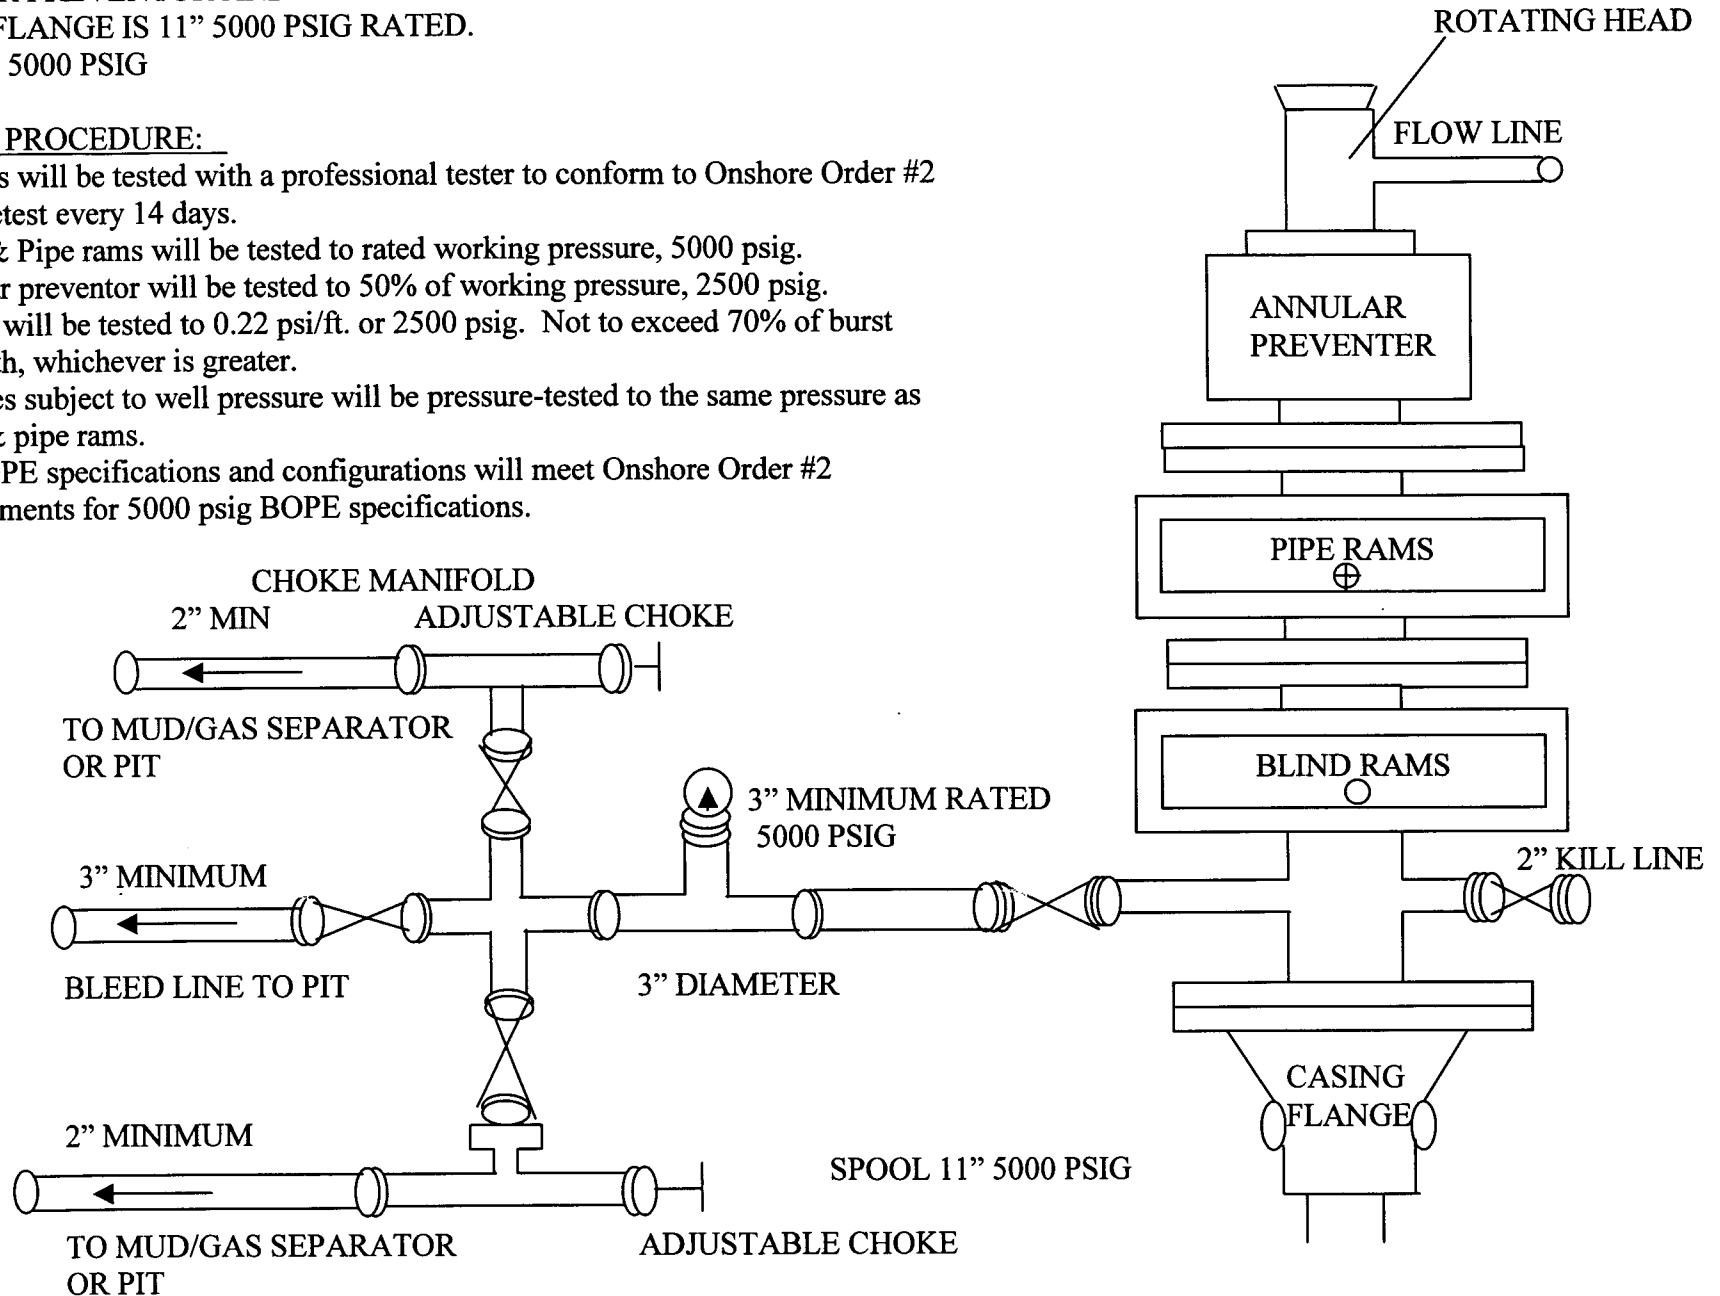 FLANGE IS 11” 5000 PSIG RATED.
5000 PSIG
PROCEDURE:
will be tested with a professional tester to conform to Onshore Order #2
every 14 days.
Pipe rams will be tested to rated working pressure, 5000 psig.
preventor will be tested to 50% of working pressure, 2500 psig.
will be tested to 0.22 psi/ft. or 2500 psig. Not to exceed 70% of burst
whichever is greater.
subject to well pressure will be pressure-tested to the same pressure as
pipe rams.
specifications and configurations will meet Onshore Order #2
for 5000 psig BOPE specifications.
ROTATING HEAD
FLOW LINE
ANNULAR
PREVENTER
PIPE RAMS
BLIND RAMS
2” KILL LINE
CASING
FLANGE
CHOKE MANIFOLD
2” MIN
ADJUSTABLE CHOKE
TO MUD/GAS SEPARATOR
OR PIT
3” MINIMUM RATED
5000 PSIG
3” MINIMUM
BLEED LINE TO PIT
3” DIAMETER
2” MINIMUM
SPOOL 11” 5000 PSIG
TO MUD/GAS SEPARATOR
OR PIT
ADJUSTABLE CHOKE